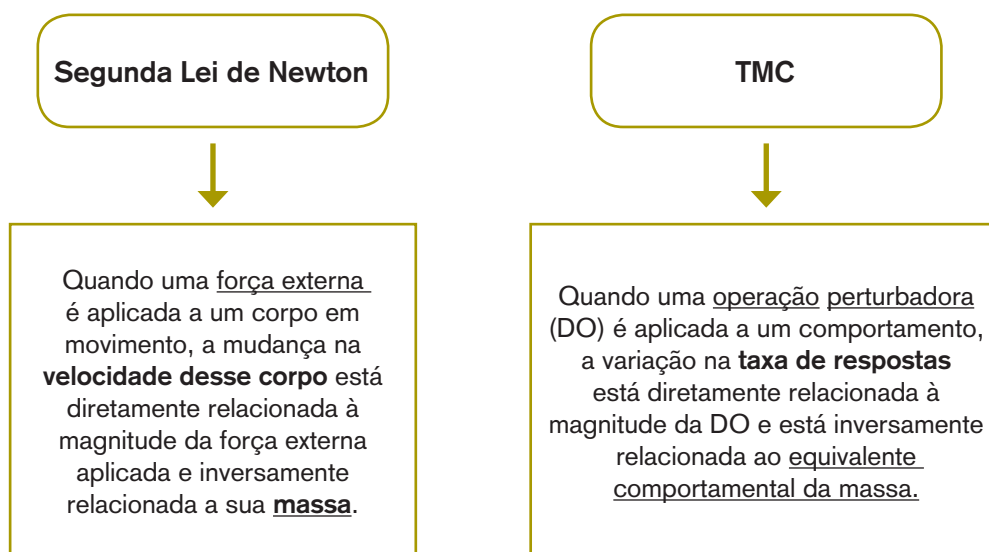 Segunda Lei de Newton
Quando uma força externa
é aplicada a um corpo em
movimento, a mudança na
velocidade desse corpo está
diretamente relacionada à
magnitude da força externa
aplicada e inversamente
relacionada a sua massa.
TMC
Quando uma operação perturbadora
(DO) é aplicada a um comportamento,
a variação na taxa de respostas
está diretamente relacionada à
magnitude da DO e está inversamente
relacionada ao equivalente
comportamental da massa.